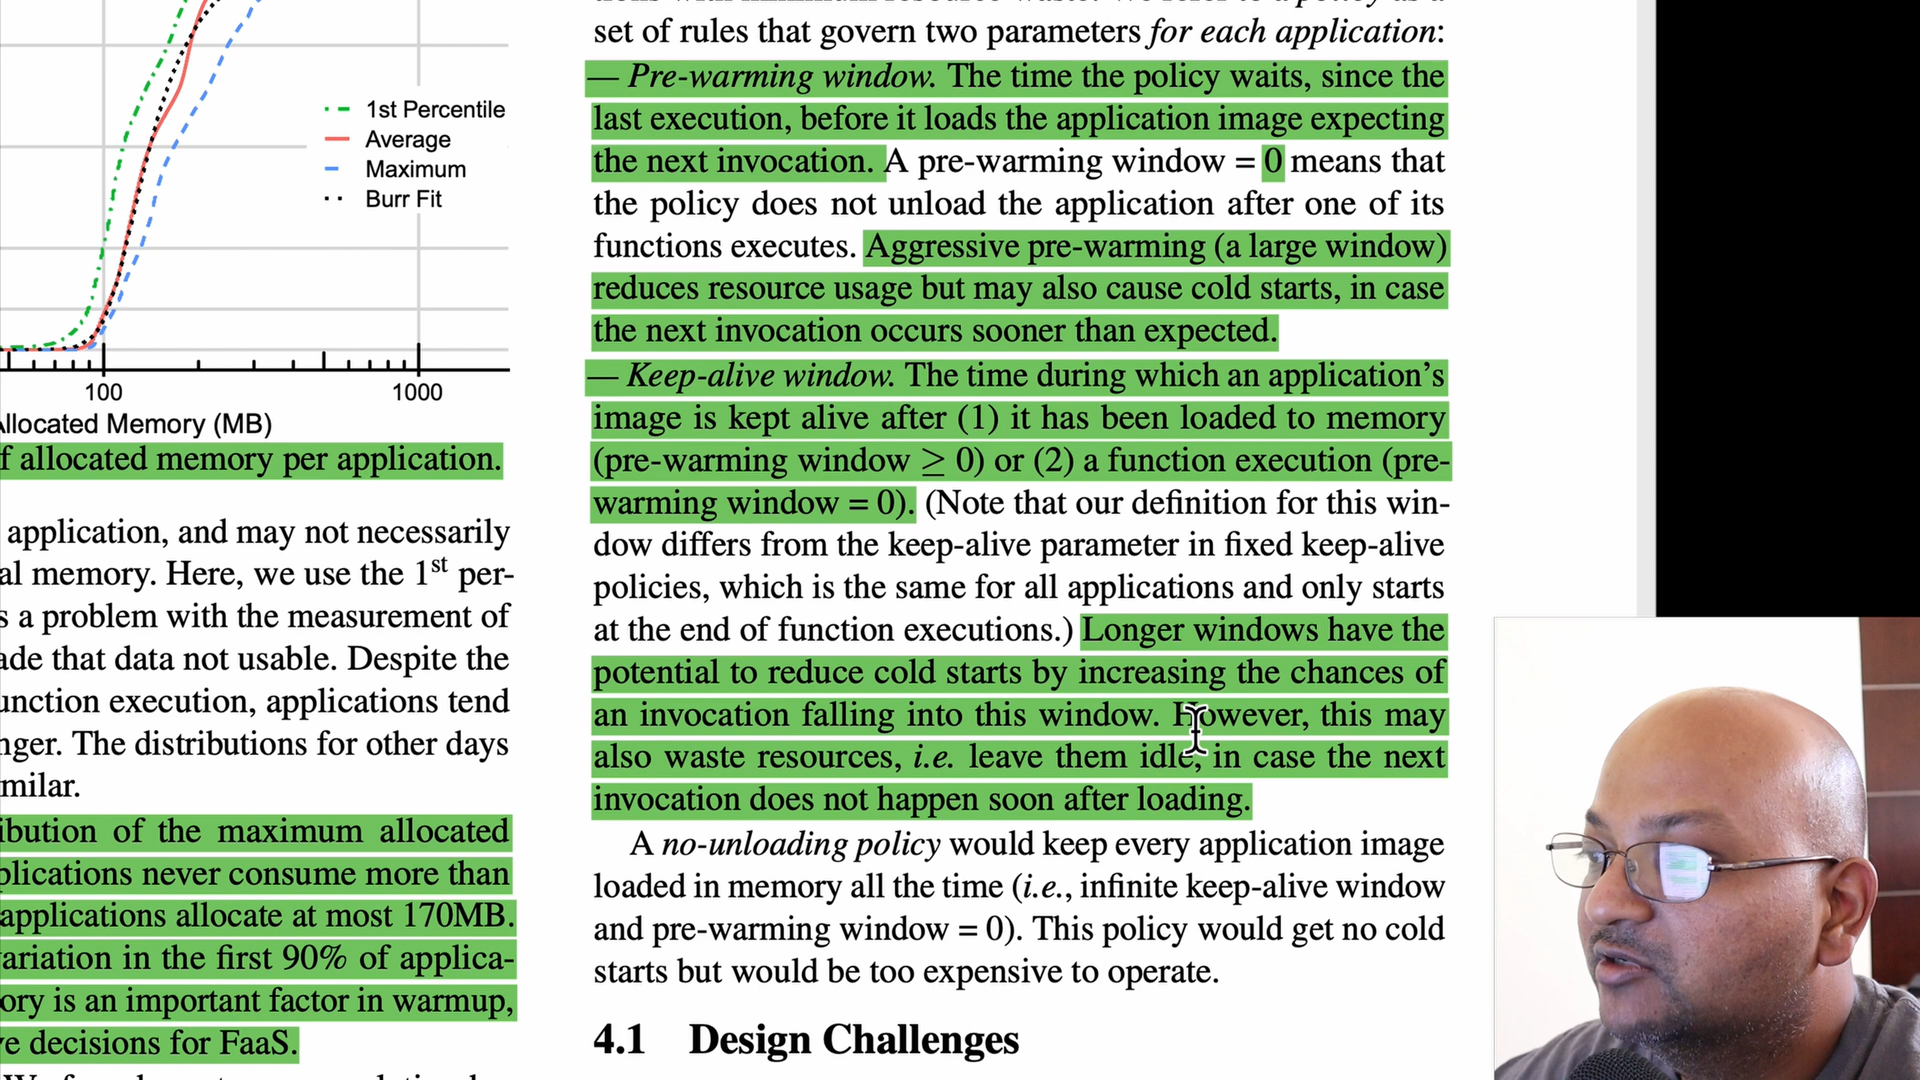 1st Percentile
Average
Maximum
Burr Fit
100
1000
Allocated Memory (MB)
f allocated memory per application.
application, and may not necessarily
al memory. Here, we use the 1st per-
s a problem with the measurement of
ade that data not usable. Despite the
unction execution, applications tend
nger. The distributions for other days
milar.
ibution of the maximum allocated
plications never consume more than
applications allocate at most 170MB.
variation in the first 90% of applica-
ory is an important factor in warmup,
ve decisions for FaaS.
set of rules that govern two parameters for each application:
— Pre-warming window. The time the policy waits, since the
last execution, before it loads the application image expecting
the next invocation. A pre-warming window = 0 means that
the policy does not unload the application after one of its
functions executes. Aggressive pre-warming (a large window)
reduces resource usage but may also cause cold starts, in case
the next invocation occurs sooner than expected.
— Keep-alive window. The time during which an application’s
image is kept alive after (1) it has been loaded to memory
(pre-warming window ≥ 0) or (2) a function execution (pre-
warming window = 0). (Note that our definition for this win-
dow differs from the keep-alive parameter in fixed keep-alive
policies, which is the same for all applications and only starts
at the end of function executions.) Longer windows have the
potential to reduce cold starts by increasing the chances of
an invocation falling into this window. However, this may
also waste resources, i.e. leave them idle, in case the next
invocation does not happen soon after loading.
A no-unloading policy would keep every application image
loaded in memory all the time (i.e., infinite keep-alive window
and pre-warming window = 0). This policy would get no cold
starts but would be too expensive to operate.
4.1 Design Challenges